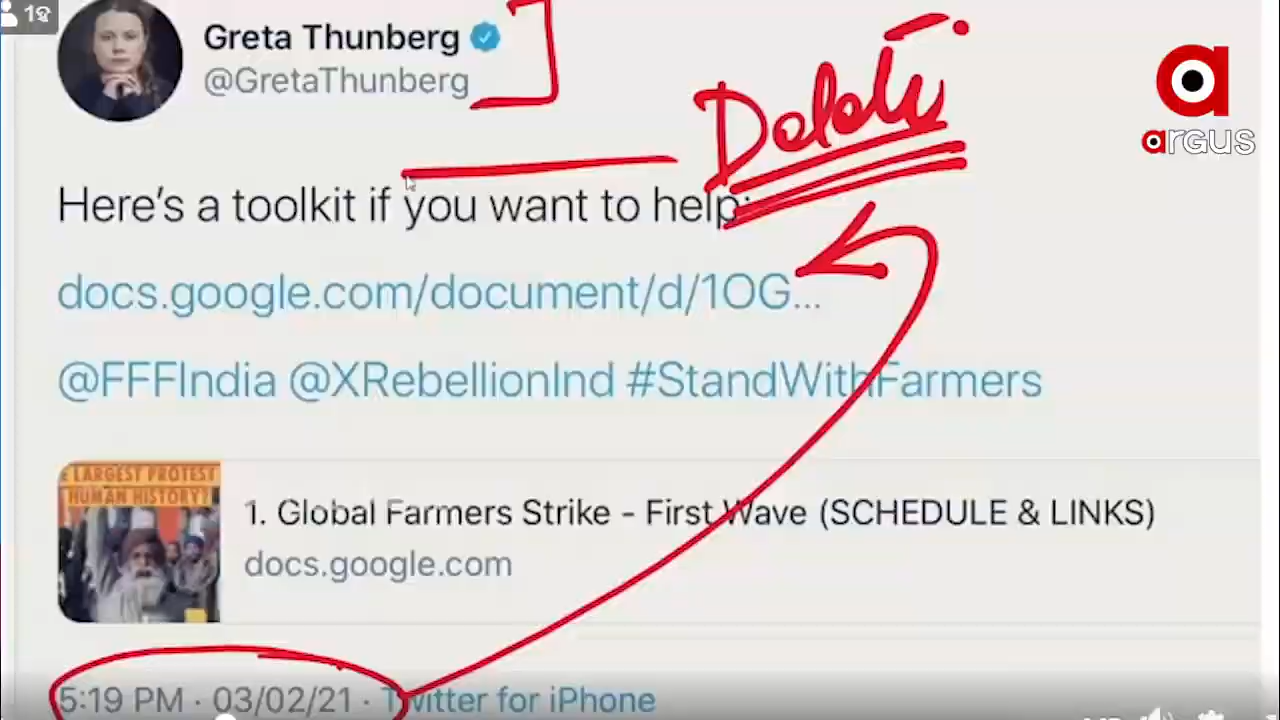 Greta Thunberg
@GretaThunberg
Delete
argus
Here's a toolkit if you want to help:
docs.google.com/document/d/1OG...
@FFFIndia @XRebellionInd #StandWithFarmers
LARGEST PROTEST
HUMAN HISTORY?
1. Global Farmers Strike - First Wave (SCHEDULE & LINKS)
docs.google.com
5:19 PM · 03/02/21 · Twitter for iPhone